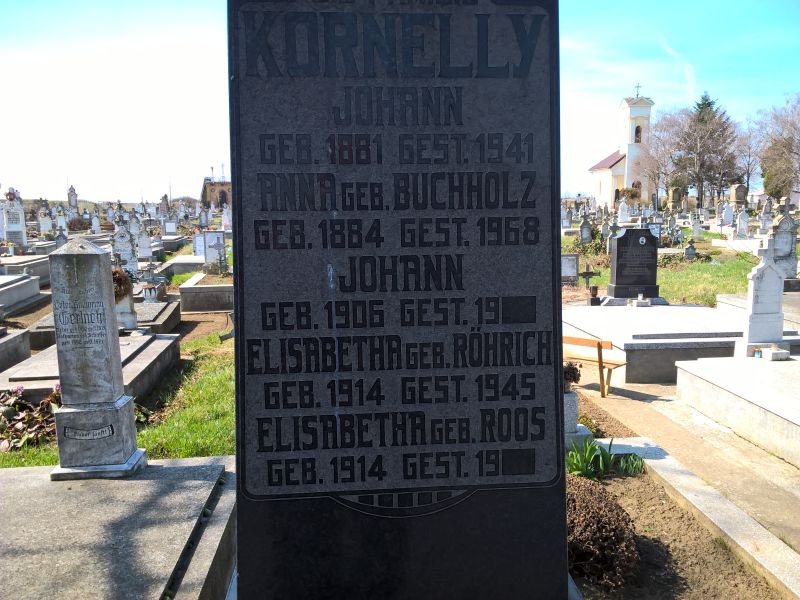 KORNELLY
JOHANN
GEB. 1881 GEST. 1941
ANNA GEB. BUCHHOLZ
GEB. 1884 GEST. 1968
JOHANN
GEB. 1906 GEST. 19
ELISABETHA GEB. RÖHRICH
GEB. 1914 GEST. 1945
ELISABETHA GEB. ROOS
GEB. 1914 GEST. 19
Gerlach